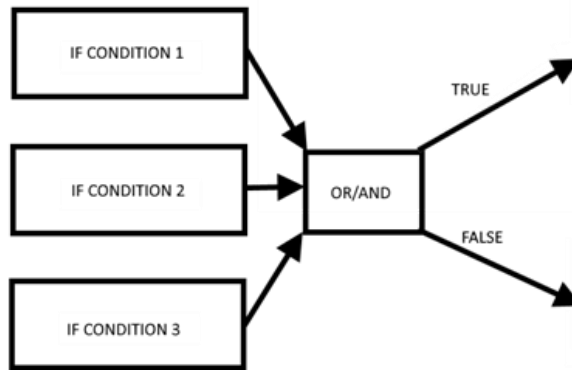 IF CONDITION 1
TRUE
IF CONDITION 2
OR/AND
FALSE
IF CONDITION 3